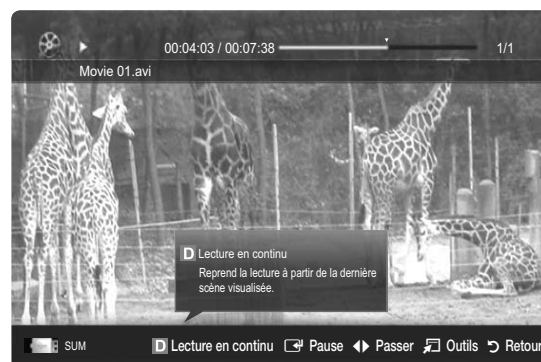 00:04:03 / 00:07:38 1/1
Movie 01.avi
D Lecture en continu
Reprend la lecture à partir de la dernière
scène visualisée.
SUM D Lecture en continu Pause Passer Outils Retour